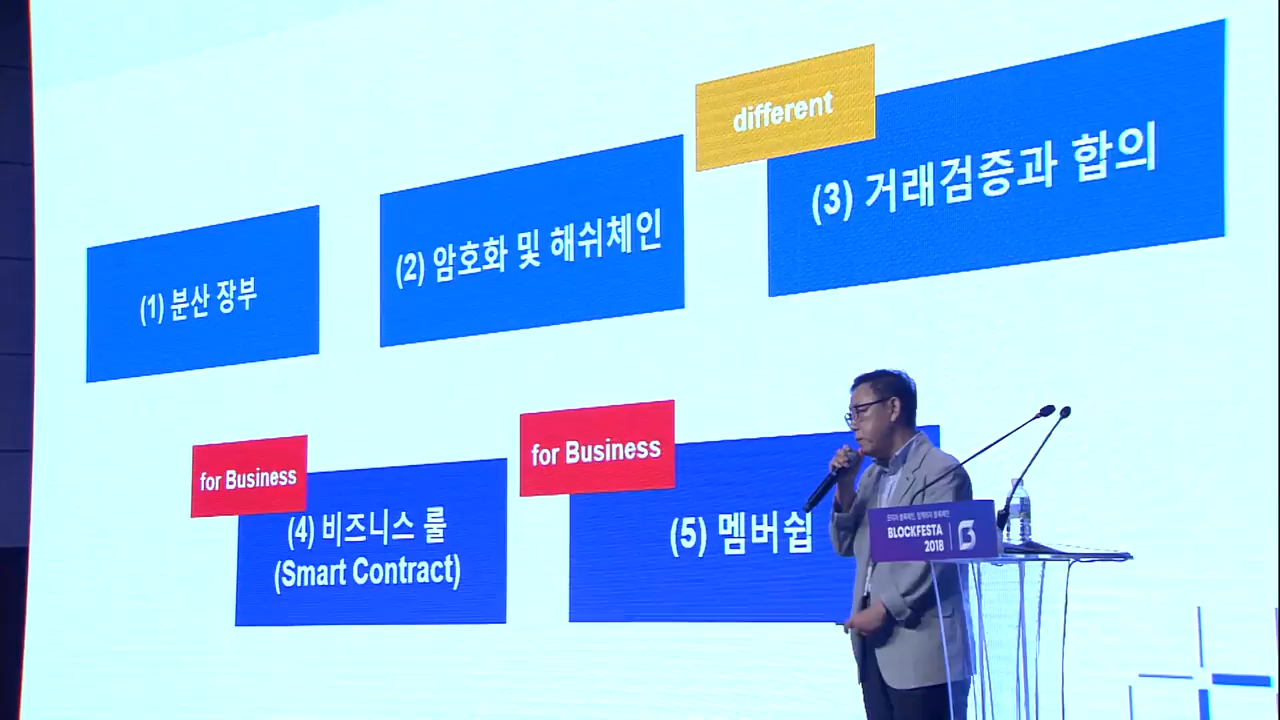 different
(1) 분산 장부
(2) 암호화 및 해쉬체인
(3) 거래검증과 합의
for Business
(4) 비즈니스 룰
(Smart Contract)
for Business
(5) 멤버쉽
BLOCKFESTA
2018